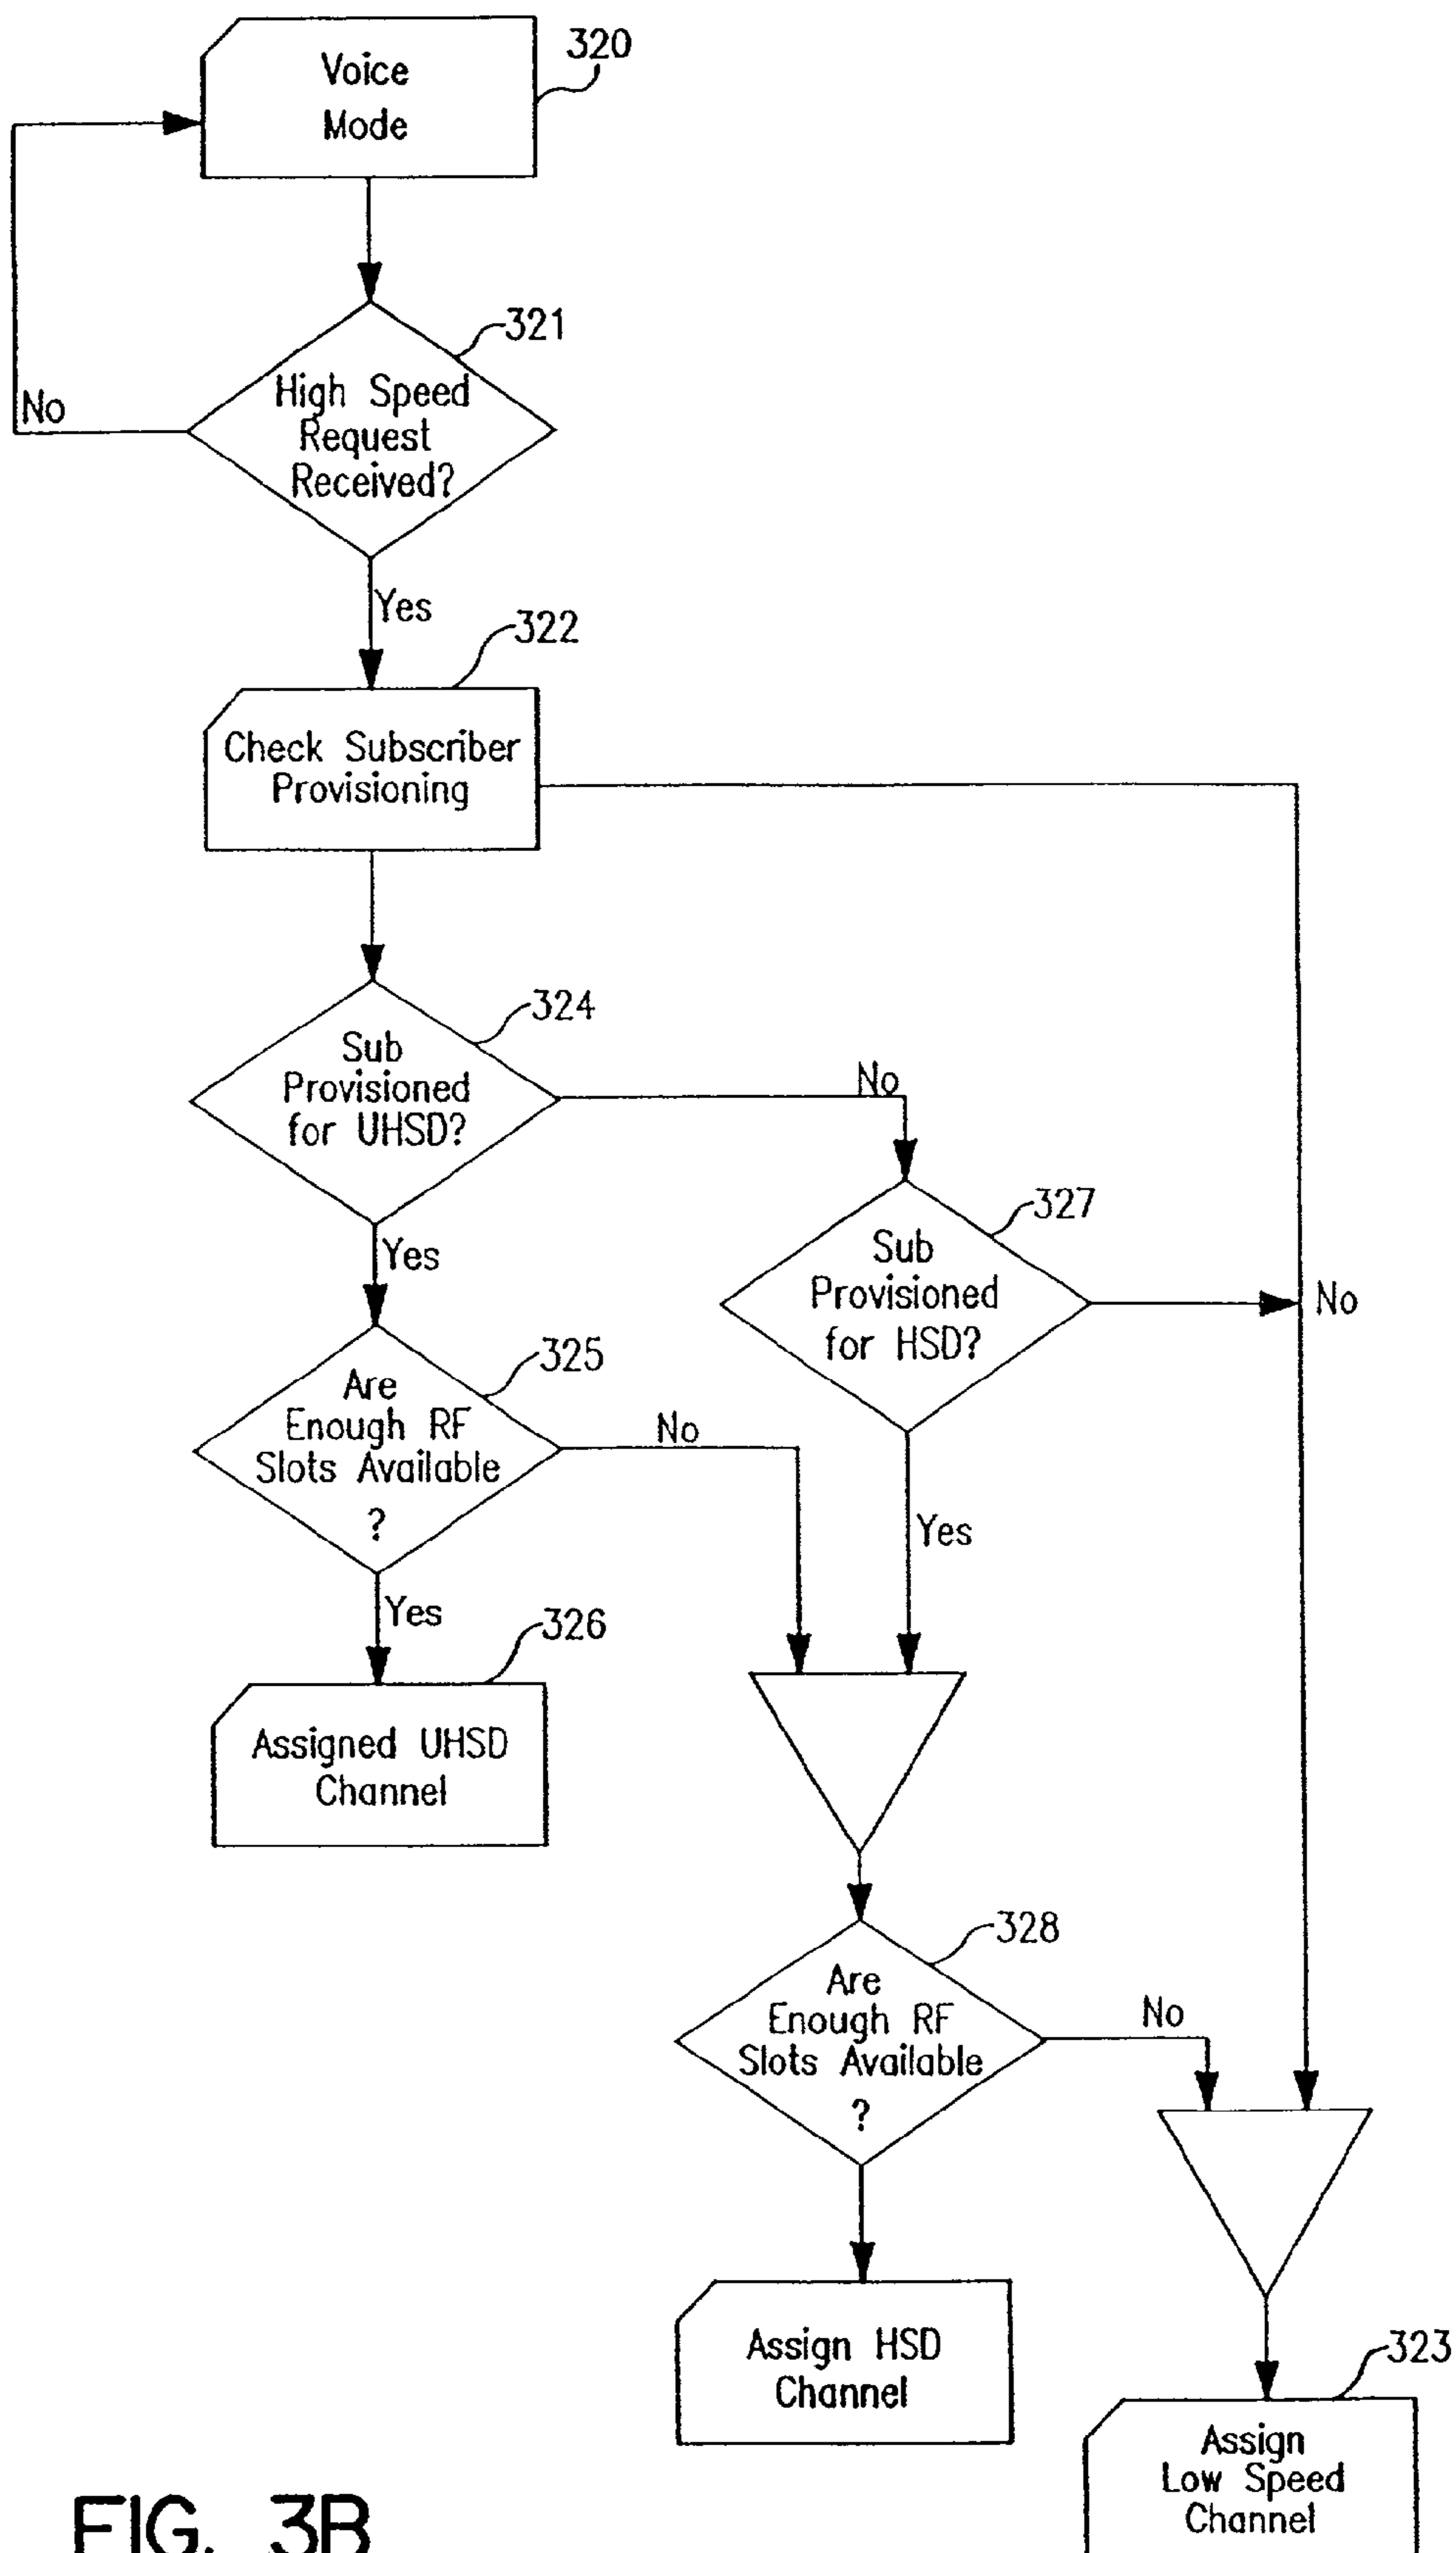 Voice
Mode
320
High Speed
Request
Received?
321
No
Yes
322
Check Subscriber
Provisioning
324
Sub
Provisioned
for UHSD?
No
Yes
327
Sub
Provisioned
for HSD?
No
325
Are
Enough RF
Slots Available
?
No
Yes
Yes
326
Assigned UHSD
Channel
328
Are
Enough RF
Slots Available
?
No
Assign HSD
Channel
323
Assign
Low Speed
Channel
FIG. 3B